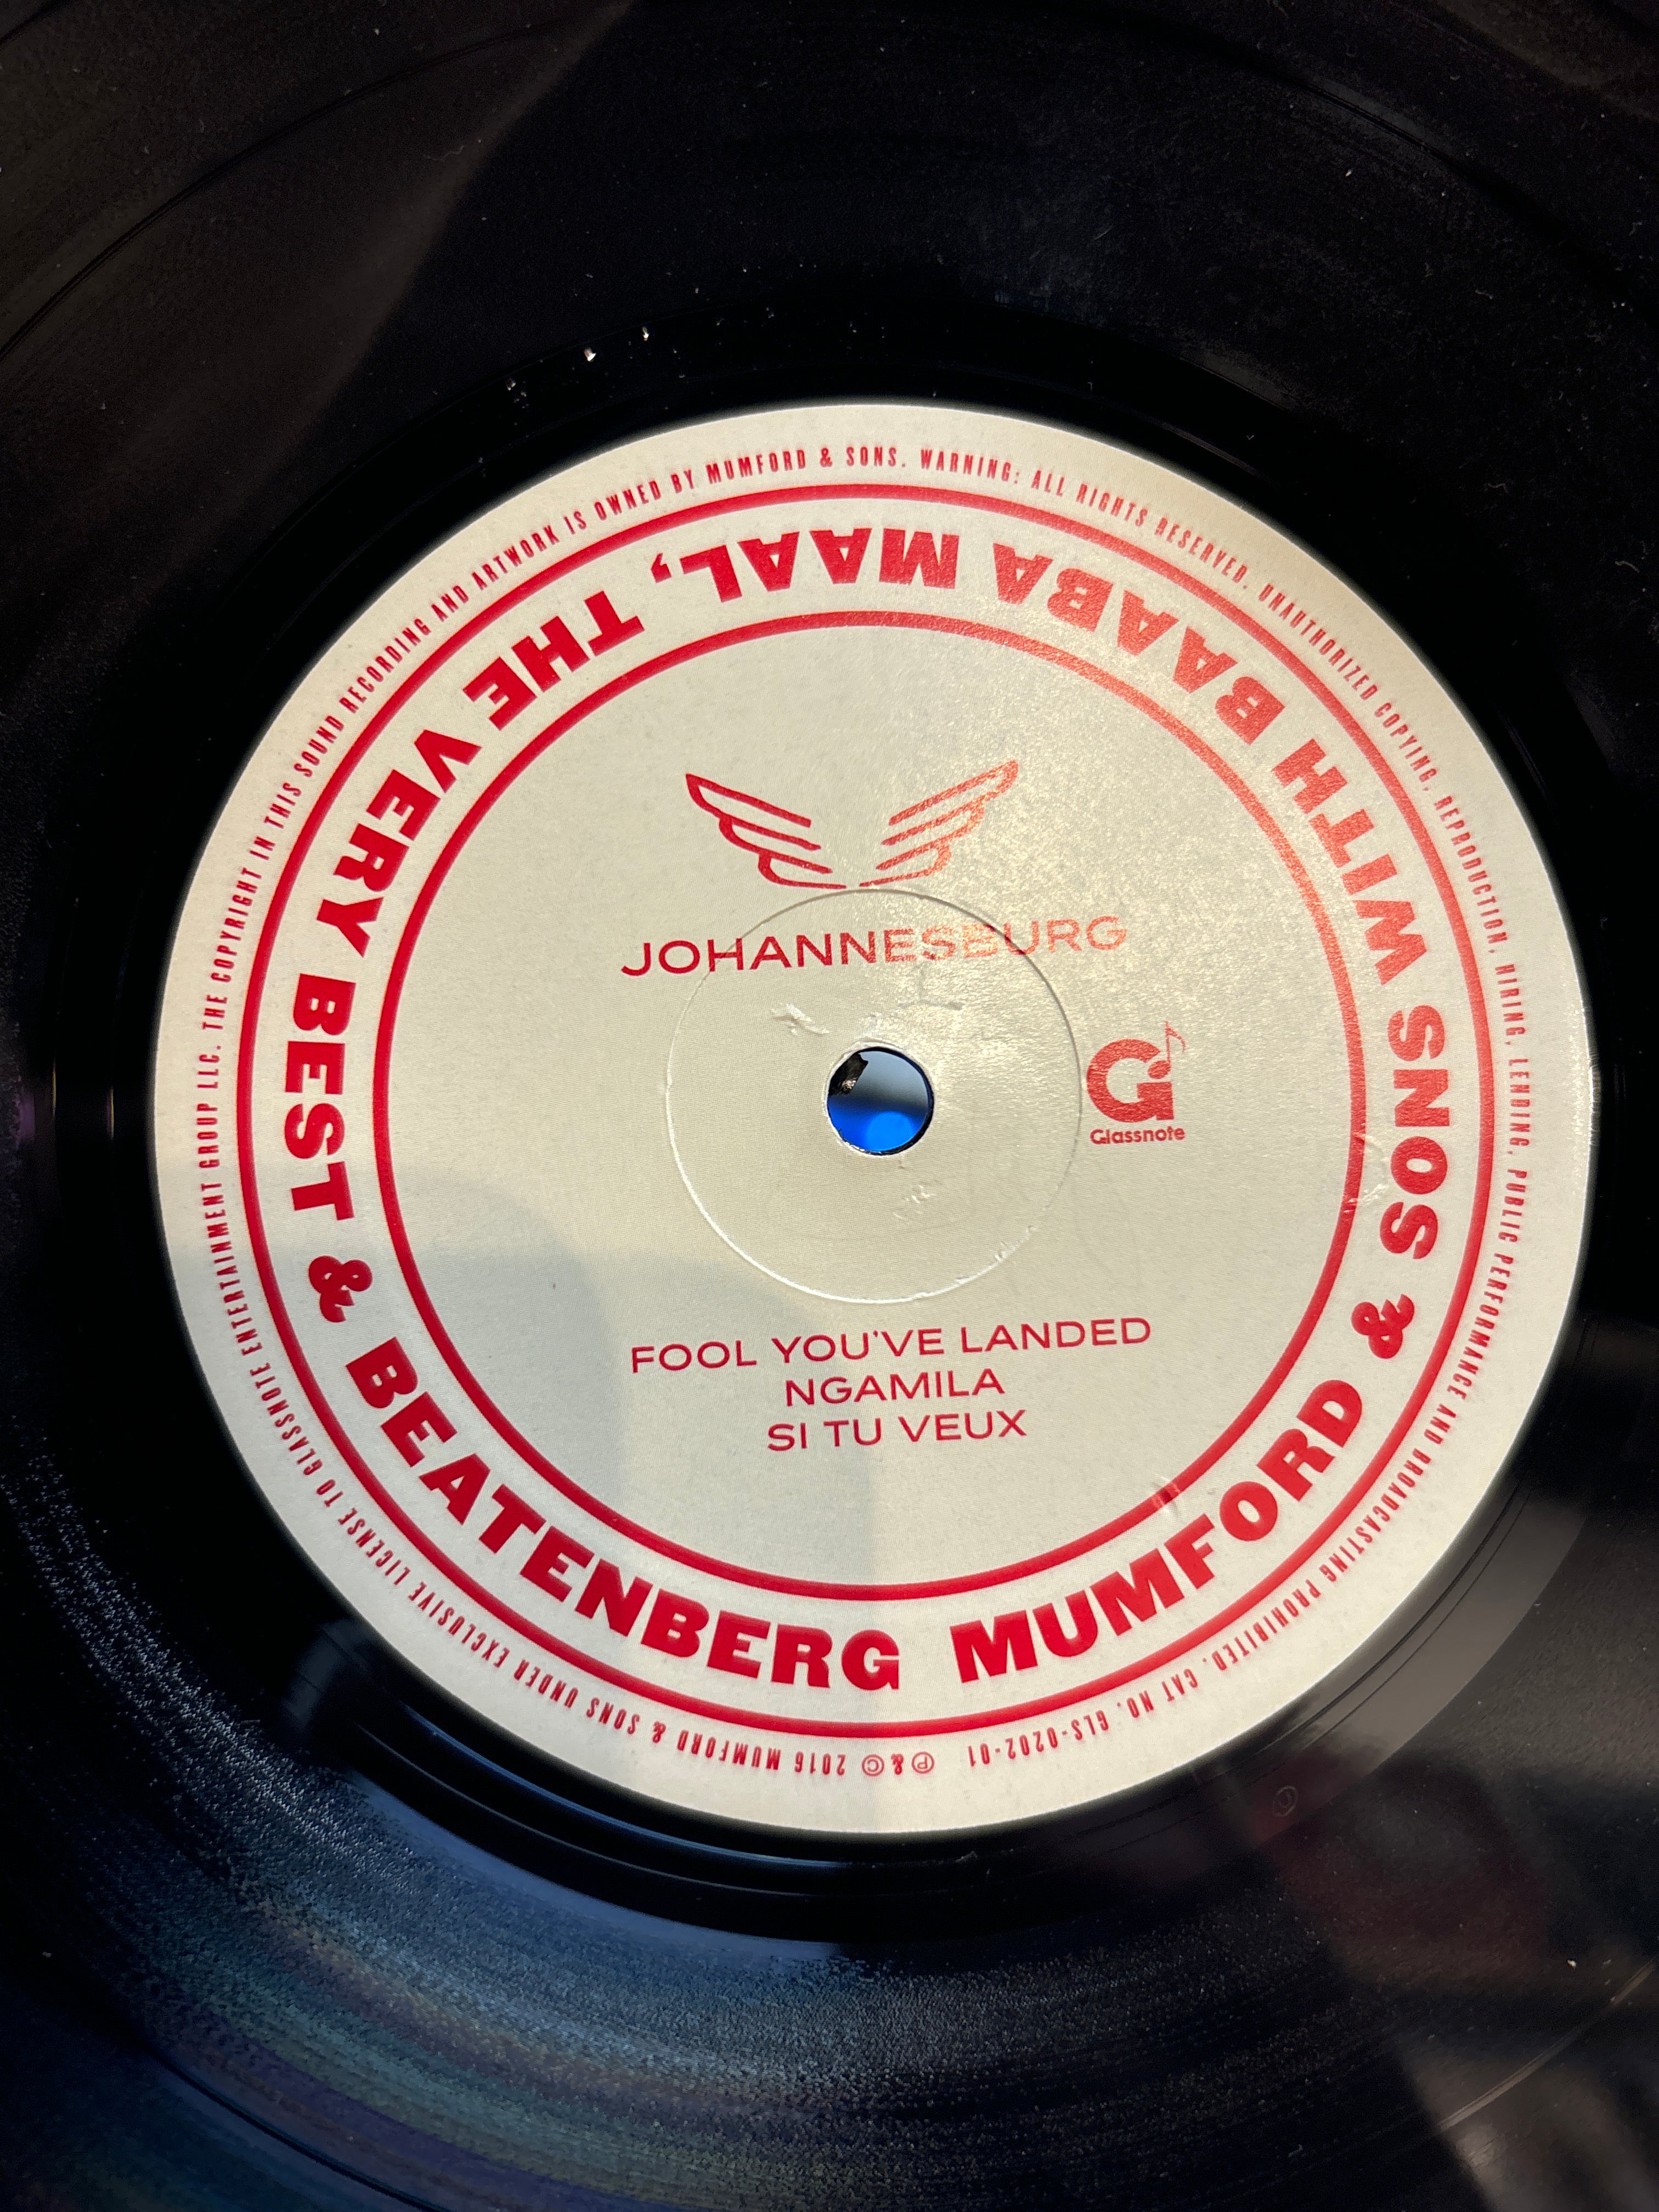 JOHANNESBURG
G
Glassnote
FOOL YOU'VE LANDED
NGAMILA
SI TU VEUX
MUMFORD & SONS WITH BAABA MAAL, THE VERY BEST & BEATENBERG
℗ & © 2016 MUMFORD & SONS UNDER EXCLUSIVE LICENSE TO GLASSNOTE ENTERTAINMENT GROUP LLC. THE COPYRIGHT IN THIS SOUND RECORDING AND ARTWORK IS OWNED BY MUMFORD & SONS. WARNING: ALL RIGHTS RESERVED. UNAUTHORIZED COPYING, REPRODUCTION, HIRING, LENDING, PUBLIC PERFORMANCE AND BROADCASTING PROHIBITED. CAT NO. GLS-0202-01